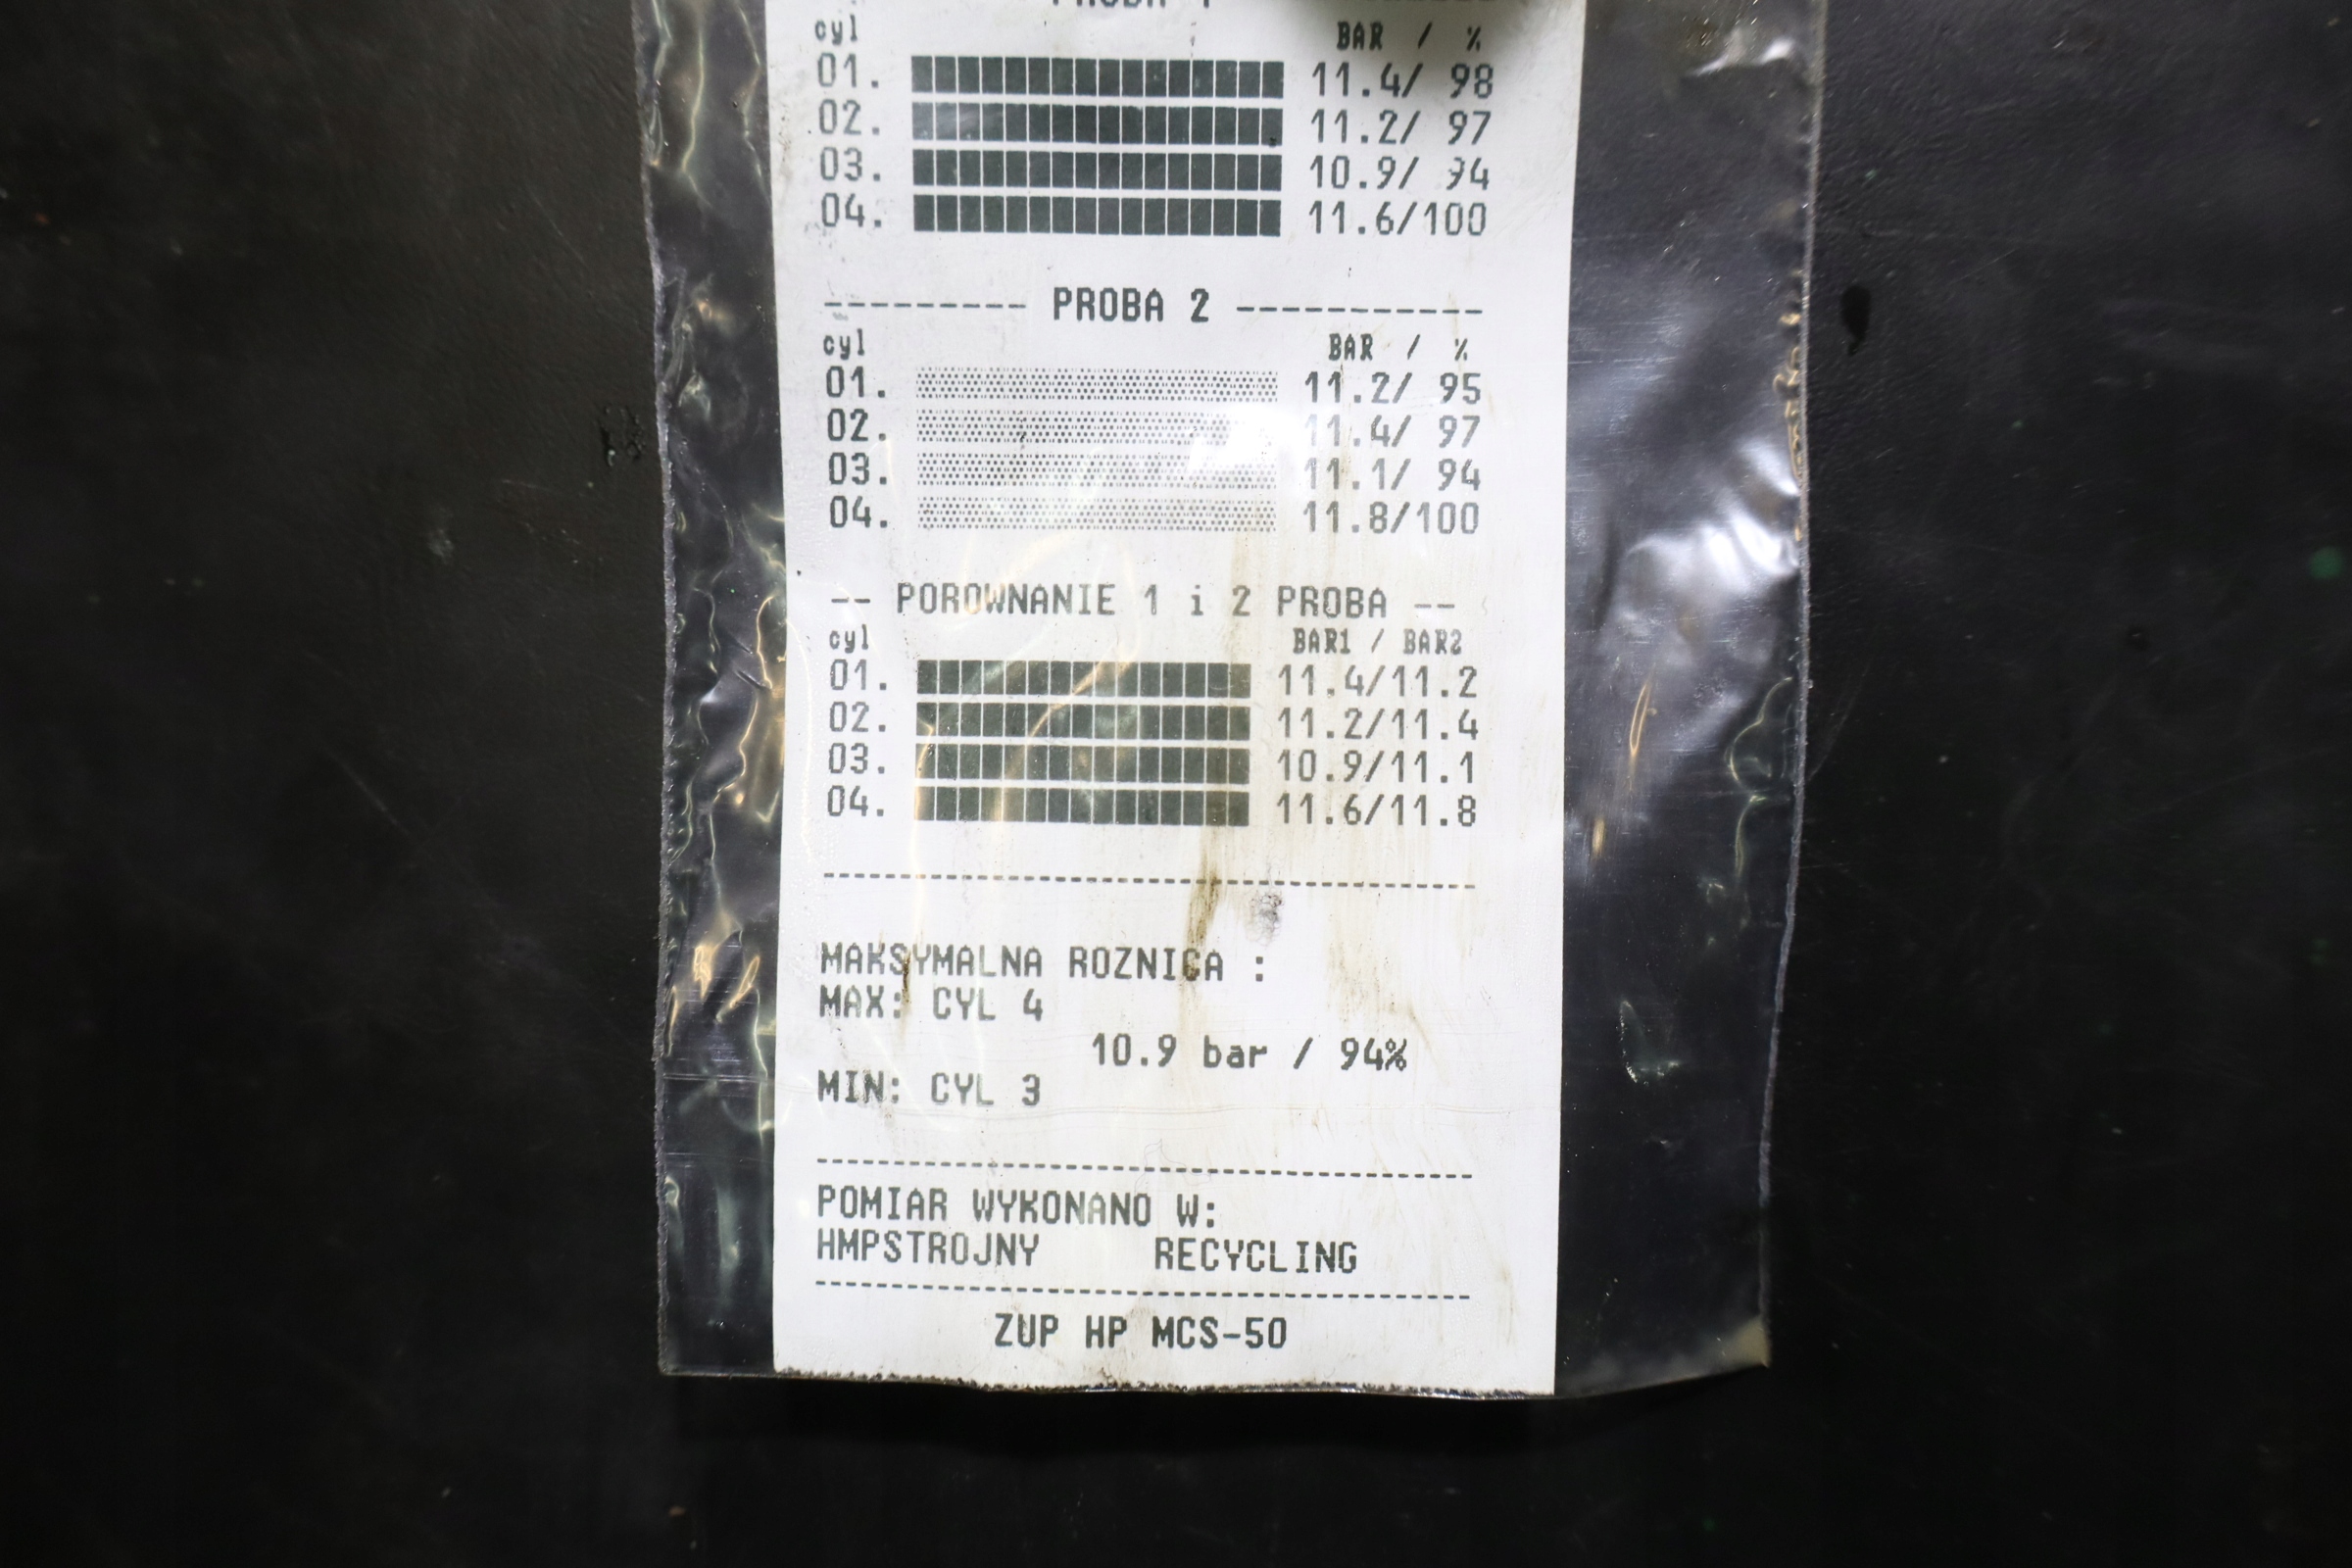 PROBA 1
cyl BAR / %
01. 11.4/ 98
02. 11.2/ 97
03. 10.9/ 94
04. 11.6/100
--------- PROBA 2 -----------
cyl BAR / %
01. 11.2/ 95
02. 11.4/ 97
03. 11.1/ 94
04. 11.8/100
-- POROWNANIE 1 i 2 PROBA --
cyl BAR1 / BAR2
01. 11.4/11.2
02. 11.2/11.4
03. 10.9/11.1
04. 11.6/11.8
MAKSYMALNA ROZNICA :
MAX: CYL 4
10.9 bar / 94%
MIN: CYL 3
POMIAR WYKONANO W:
HMPSTROJNY RECYCLING
ZUP HP MCS-50